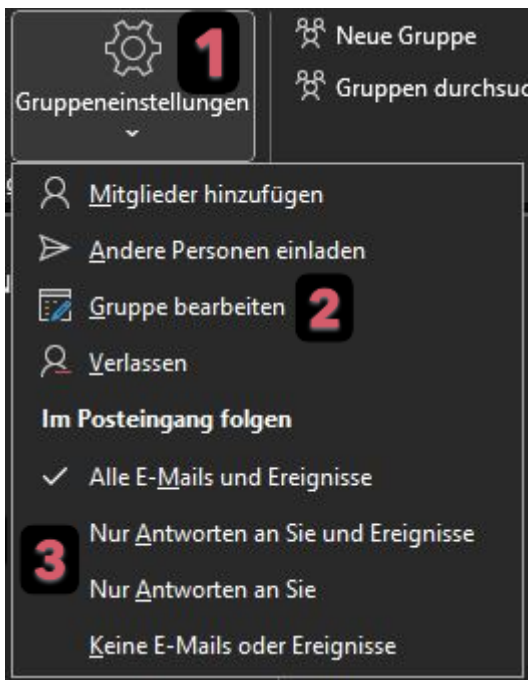 1
Gruppeneinstellungen
Neue Gruppe
Gruppen durchsuc
Mitglieder hinzufügen
Andere Personen einladen
Gruppe bearbeiten 2
Verlassen
Im Posteingang folgen
Alle E-Mails und Ereignisse
3
Nur Antworten an Sie und Ereignisse
Nur Antworten an Sie
Keine E-Mails oder Ereignisse